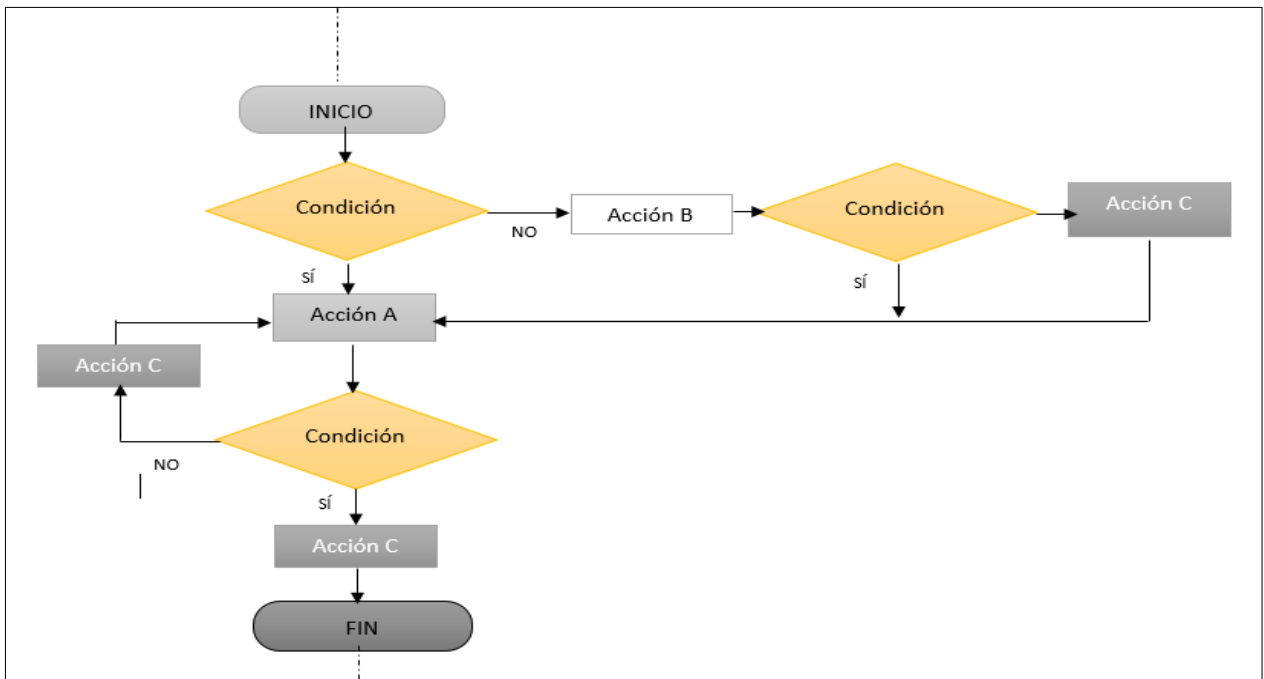 INICIO
Condición
NO
Acción B
Condición
Acción C
SÍ
SÍ
Acción A
Acción C
Condición
NO
SÍ
Acción C
FIN